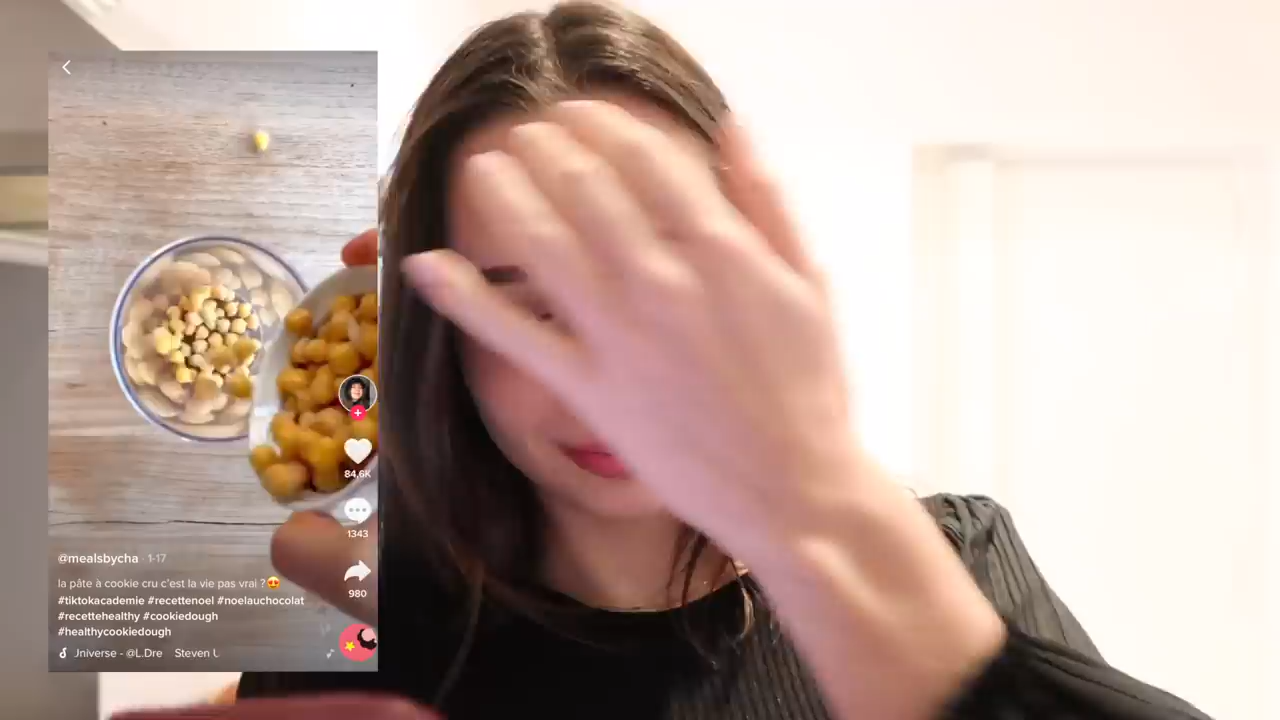 84,6K
1343
980
@mealsbycha · 1-17
la pâte à cookie cru c'est la vie pas vrai ?😍
#tiktokacademie #recettenoel #noelauchocolat
#recettehealthy #cookiedough
#healthycookiedough
Jniverse - @L.Dre Steven U